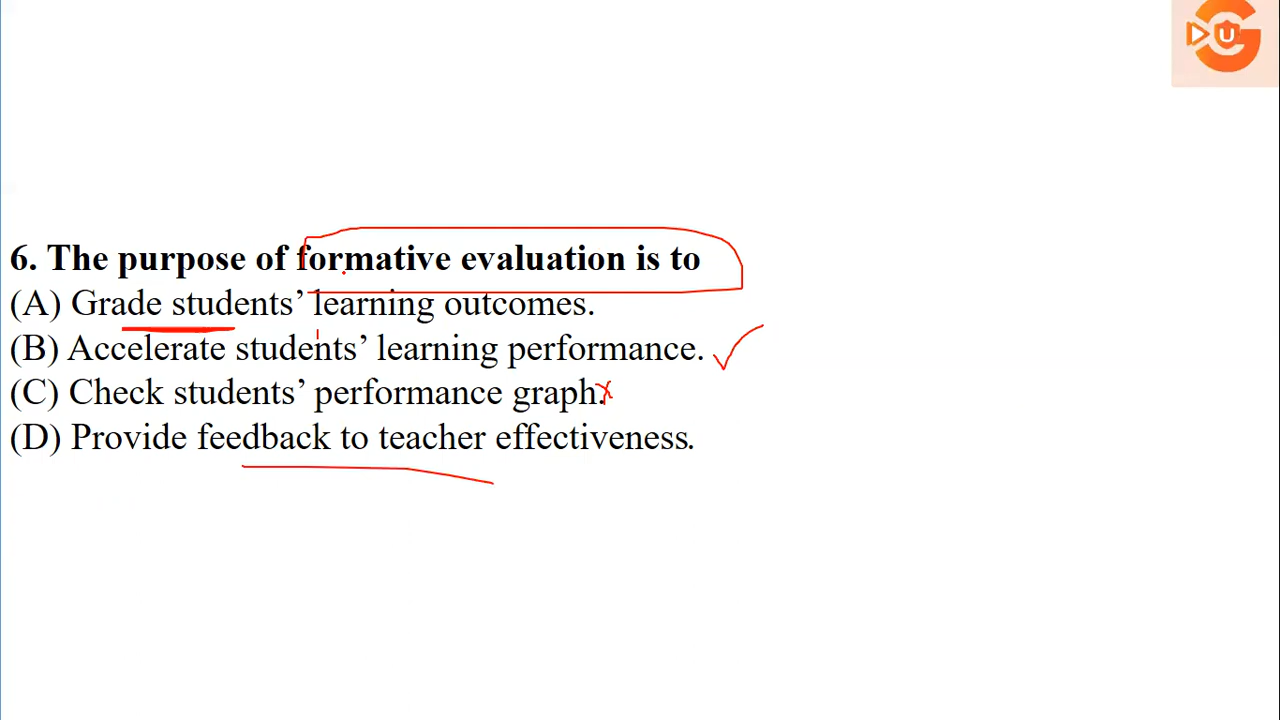 U
6. The purpose of formative evaluation is to
(A) Grade students’ learning outcomes.
(B) Accelerate students’ learning performance.
(C) Check students’ performance graph.
(D) Provide feedback to teacher effectiveness.